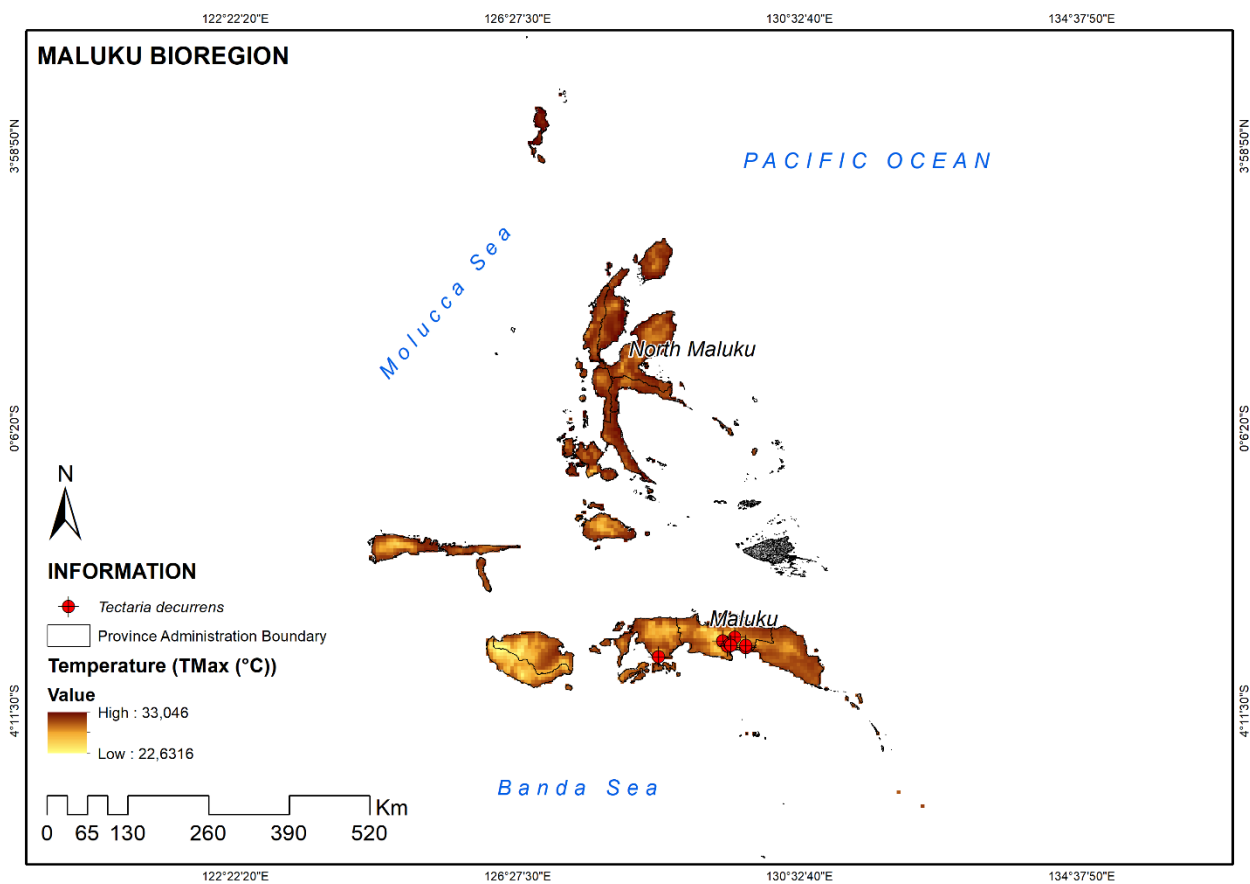 122°22'20"E 126°27'30"E 130°32'40"E 134°37'50"E
MALUKU BIOREGION
3°58'50"N
3°58'50"N
PACIFIC OCEAN
Molucca Sea
North Maluku
0°6'20"S
0°6'20"S
N
INFORMATION
Tectaria decurrens
Province Administration Boundary
Temperature (TMax (°C))
Value
High : 33,046
Low : 22,6316
Maluku
4°11'30"S
4°11'30"S
Banda Sea
Km
0 65 130 260 390 520
122°22'20"E 126°27'30"E 130°32'40"E 134°37'50"E